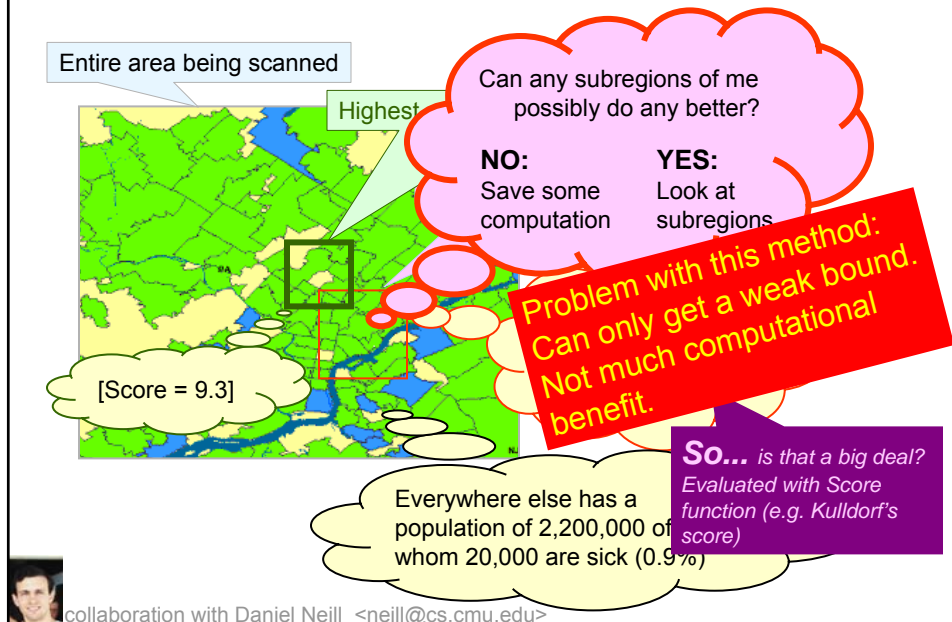 Entire area being scanned
Highest
Can any subregions of me
possibly do any better?
NO:
Save some
computation
YES:
Look at
subregions
Problem with this method:
Can only get a weak bound.
Not much computational
benefit.
[Score = 9.3]
So... is that a big deal?
Evaluated with Score
function (e.g. Kulldorf's
score)
Everywhere else has a
population of 2,200,000 of
whom 20,000 are sick (0.9%)
PA
NJ
collaboration with Daniel Neill <neill@cs.cmu.edu>